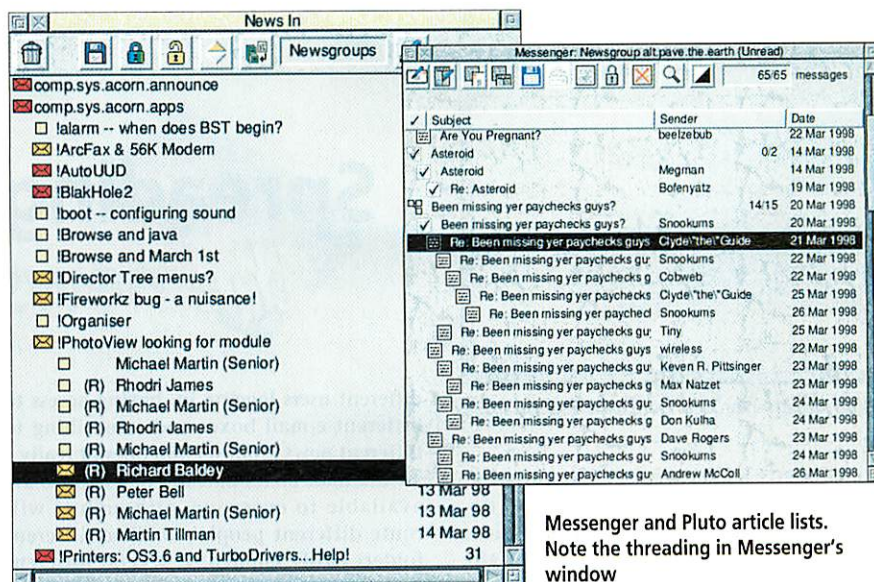 News In
Newsgroups
comp.sys.acorn.announce
comp.sys.acorn.apps
!alarm -- when does BST begin?
!ArcFax & 56K Modem
!AutoUUD
!BlakHole2
!boot -- configuring sound
!Browse and java
!Browse and March 1st
!Director Tree menus?
!Fireworkz bug - a nuisance!
!Organiser
!PhotoView looking for module
Michael Martin (Senior)
(R) Rhodri James
(R) Michael Martin (Senior)
(R) Rhodri James
(R) Michael Martin (Senior)
(R) Richard Baldey
(R) Peter Bell 13 Mar 98
(R) Michael Martin (Senior) 13 Mar 98
(R) Martin Tillman 14 Mar 98
!Printers: OS3.6 and TurboDrivers...Help! 31
Messenger: Newsgroup alt.pave.the.earth (Unread)
65/65 messages
✓ Subject Sender Date
Are You Pregnant? beelzebub 22 Mar 1998
Asteroid 0/2 14 Mar 1998
Asteroid Megman 14 Mar 1998
Re: Asteroid Bofenyatz 19 Mar 1998
Been missing yer paychecks guys? 14/15 20 Mar 1998
Been missing yer paychecks guys? Snookums 20 Mar 1998
Re: Been missing yer paychecks guys Clyde\"the\"Guide 21 Mar 1998
Re: Been missing yer paychecks gu Snookums 22 Mar 1998
Re: Been missing yer paychecks g Cobweb 22 Mar 1998
Re: Been missing yer paychecks Clyde\"the\"Guide 25 Mar 1998
Re: Been missing yer payched Snookums 26 Mar 1998
Re: Been missing yer paychecks gu Tiny 25 Mar 1998
Re: Been missing yer paychecks guys wireless 22 Mar 1998
Re: Been missing yer paychecks gu Keven R. Pittsinger 23 Mar 1998
Re: Been missing yer paychecks g Max Natzet 23 Mar 1998
Re: Been missing yer paychecks gu Snookums 24 Mar 1998
Re: Been missing yer paychecks g Don Kulha 24 Mar 1998
Re: Been missing yer paychecks guys Dave Rogers 23 Mar 1998
Re: Been missing yer paychecks gu Snookums 24 Mar 1998
Re: Been missing yer paychecks gu Andrew McColl 26 Mar 1998
Messenger and Pluto article lists.
Note the threading in Messenger's
window